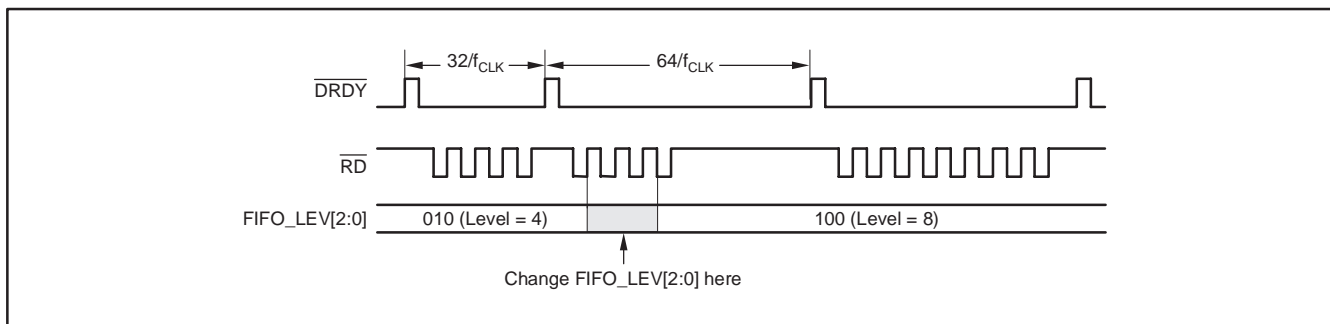 32/fCLK
64/fCLK
DRDY
RD
FIFO_LEV[2:0]
010 (Level = 4)
100 (Level = 8)
Change FIFO_LEV[2:0] here